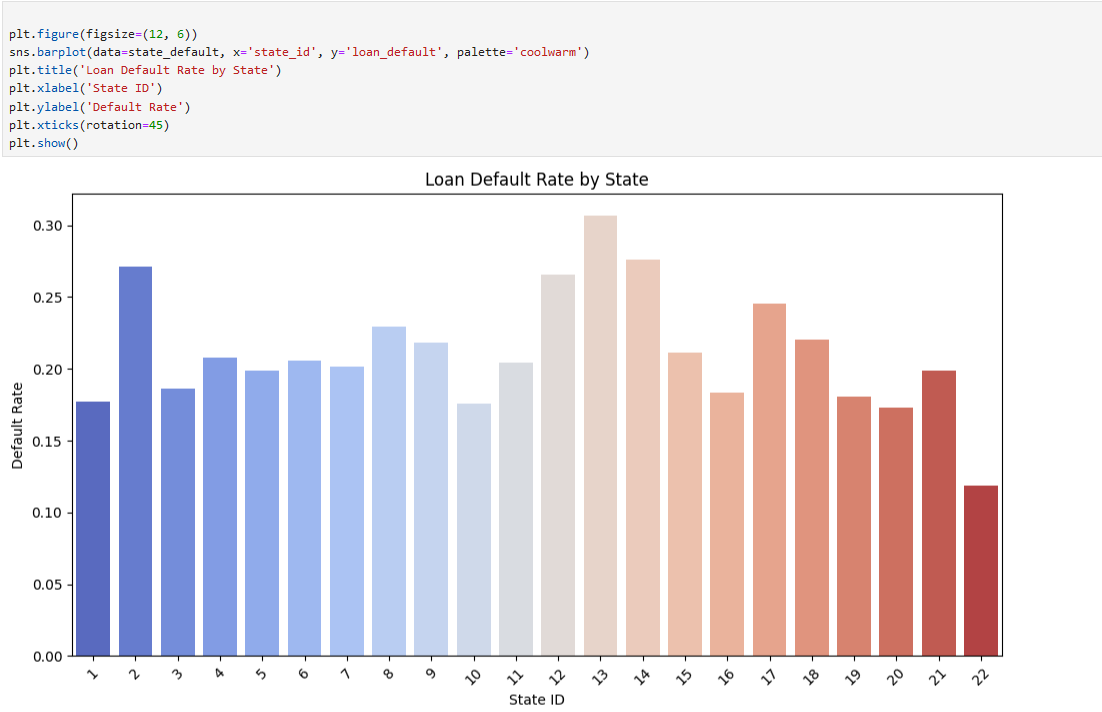 plt.figure(figsize=(12, 6))
sns.barplot(data=state_default, x='state_id', y='loan_default', palette='coolwarm')
plt.title('Loan Default Rate by State')
plt.xlabel('State ID')
plt.ylabel('Default Rate')
plt.xticks(rotation=45)
plt.show()
Loan Default Rate by State
0.30
0.25
0.20
0.15
0.10
0.05
0.00
Default Rate
1 2 3 4 5 6 7 8 9 10 11 12 13 14 15 16 17 18 19 20 21 22
State ID